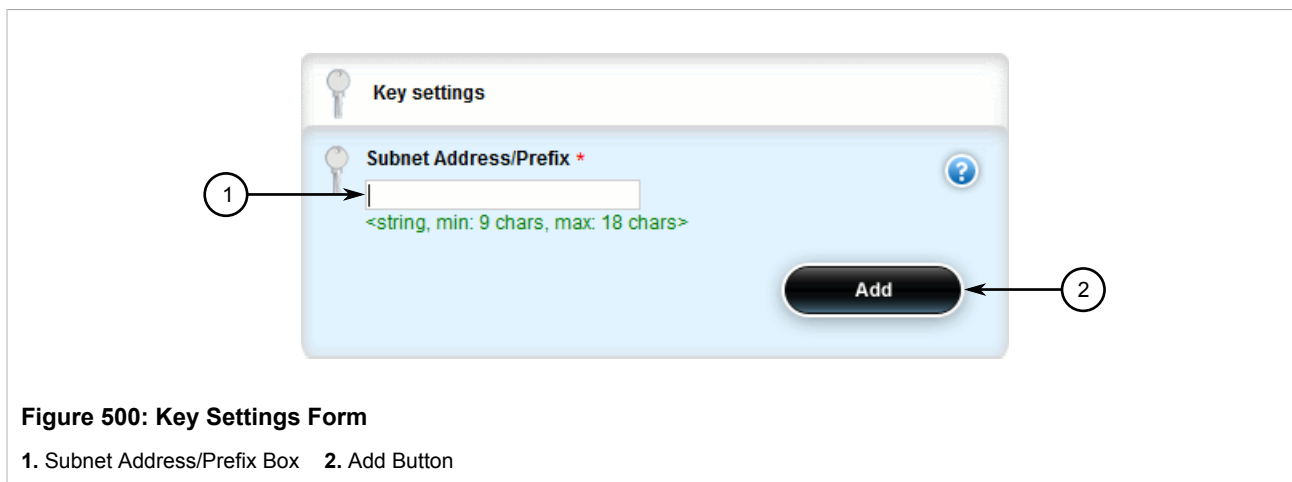 Key settings
Subnet Address/Prefix *
?
1
<string, min: 9 chars, max: 18 chars>
Add
2
Figure 500: Key Settings Form
1. Subnet Address/Prefix Box 2. Add Button